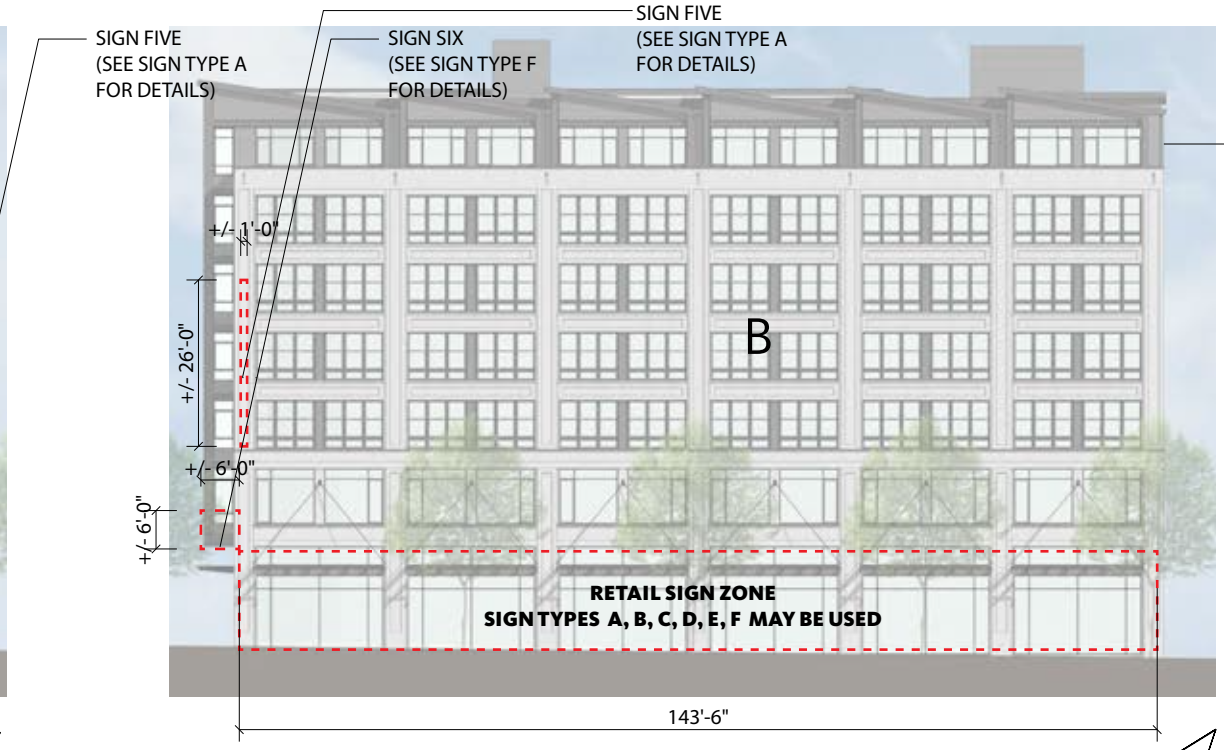 SIGN FIVE
(SEE SIGN TYPE A
FOR DETAILS)
SIGN SIX
(SEE SIGN TYPE F
FOR DETAILS)
SIGN FIVE
(SEE SIGN TYPE A
FOR DETAILS)
+/- 1'-0"
+/- 26'-0"
B
+/- 6'-0"
+/- 6'-0"
RETAIL SIGN ZONE
SIGN TYPES A, B, C, D, E, F MAY BE USED
143'-6"